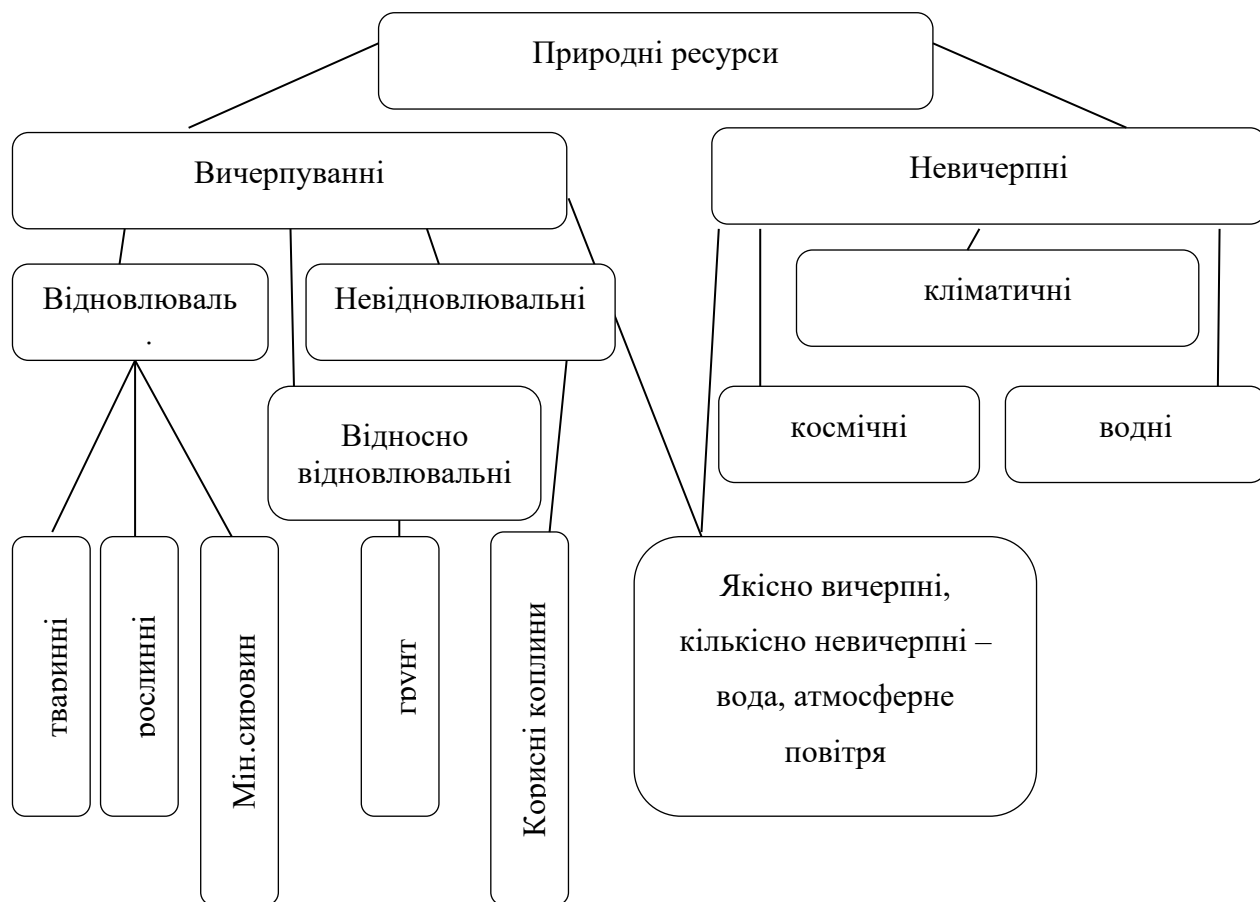 Природні ресурси
Вичерпуванні
Невичерпні
Відновлюваль
.
Невідновлювальні
кліматичні
Відносно
відновлювальні
космічні
водні
тваринні
рослинні
Мін.сировин
грунт
Корисні коплини
Якісно вичерпні,
кількісно невичерпні –
вода, атмосферне
повітря